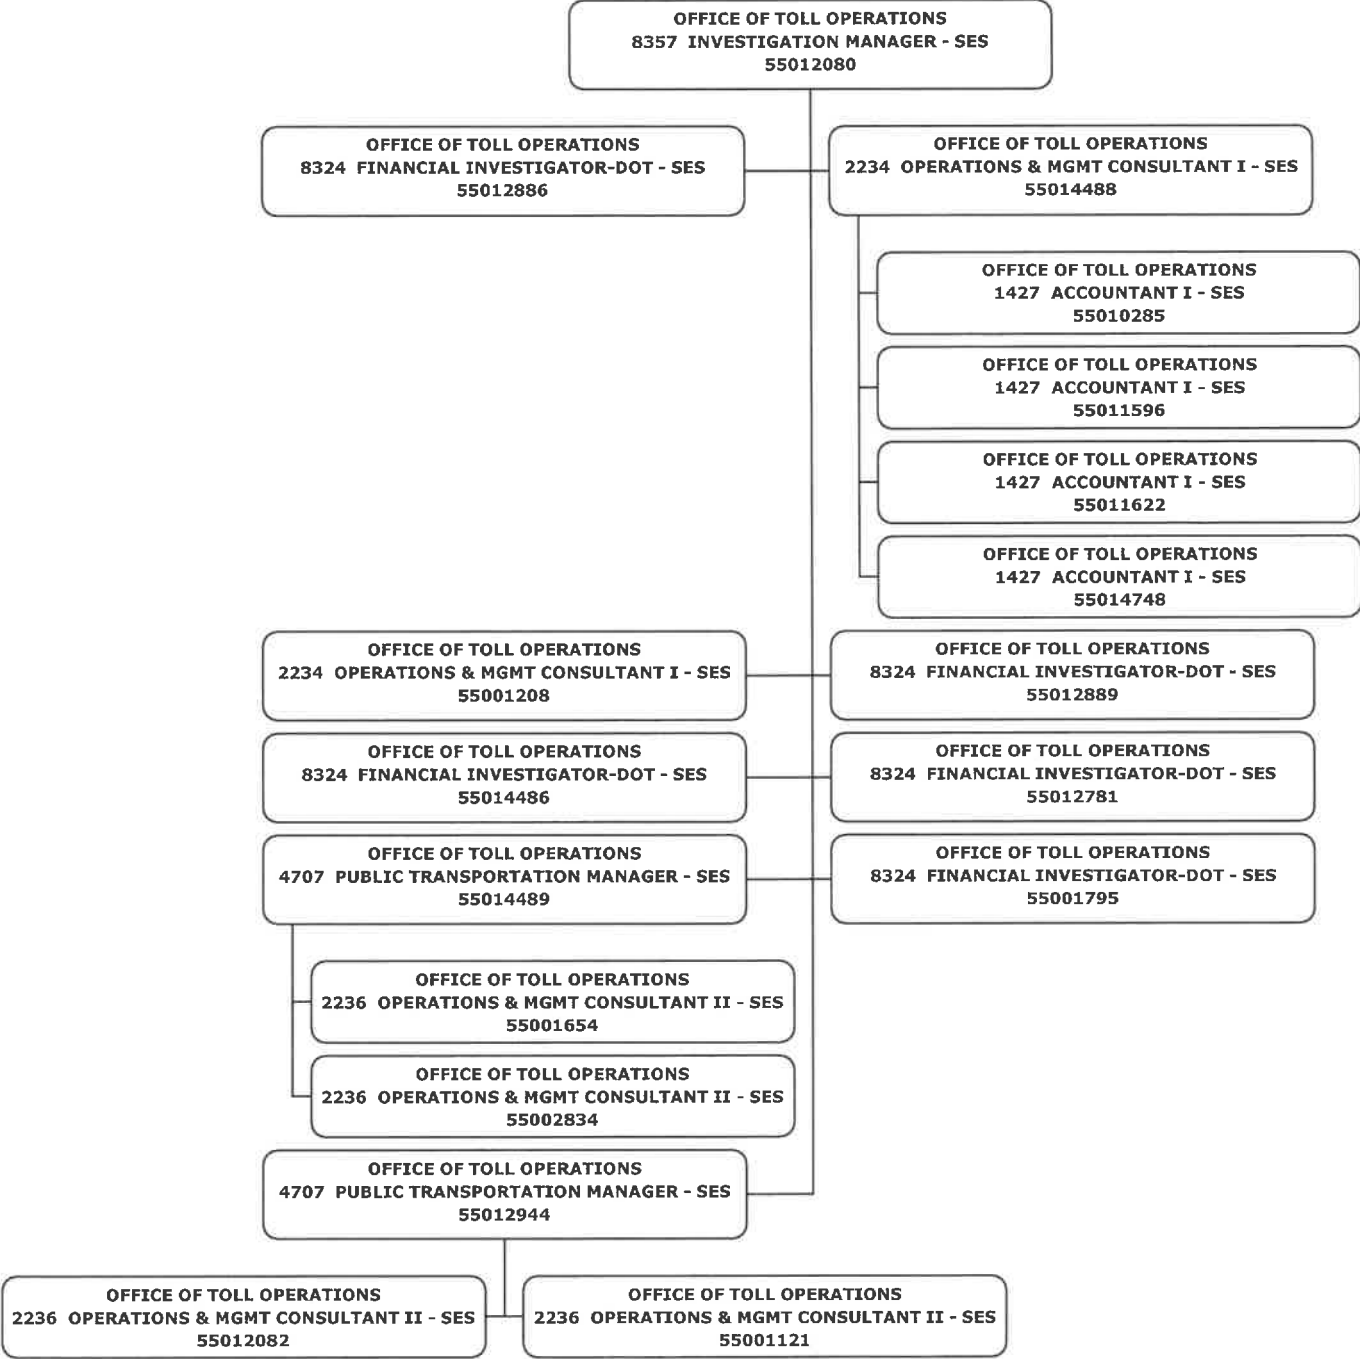 OFFICE OF TOLL OPERATIONS
8357 INVESTIGATION MANAGER - SES
55012080
OFFICE OF TOLL OPERATIONS
8324 FINANCIAL INVESTIGATOR-DOT - SES
55012886
OFFICE OF TOLL OPERATIONS
2234 OPERATIONS & MGMT CONSULTANT I - SES
55014488
OFFICE OF TOLL OPERATIONS
1427 ACCOUNTANT I - SES
55010285
OFFICE OF TOLL OPERATIONS
1427 ACCOUNTANT I - SES
55011596
OFFICE OF TOLL OPERATIONS
1427 ACCOUNTANT I - SES
55011622
OFFICE OF TOLL OPERATIONS
1427 ACCOUNTANT I - SES
55014748
OFFICE OF TOLL OPERATIONS
2234 OPERATIONS & MGMT CONSULTANT I - SES
55001208
OFFICE OF TOLL OPERATIONS
8324 FINANCIAL INVESTIGATOR-DOT - SES
55012889
OFFICE OF TOLL OPERATIONS
8324 FINANCIAL INVESTIGATOR-DOT - SES
55014486
OFFICE OF TOLL OPERATIONS
8324 FINANCIAL INVESTIGATOR-DOT - SES
55012781
OFFICE OF TOLL OPERATIONS
4707 PUBLIC TRANSPORTATION MANAGER - SES
55014489
OFFICE OF TOLL OPERATIONS
8324 FINANCIAL INVESTIGATOR-DOT - SES
55001795
OFFICE OF TOLL OPERATIONS
2236 OPERATIONS & MGMT CONSULTANT II - SES
55001654
OFFICE OF TOLL OPERATIONS
2236 OPERATIONS & MGMT CONSULTANT II - SES
55002834
OFFICE OF TOLL OPERATIONS
4707 PUBLIC TRANSPORTATION MANAGER - SES
55012944
OFFICE OF TOLL OPERATIONS
2236 OPERATIONS & MGMT CONSULTANT II - SES
55012082
OFFICE OF TOLL OPERATIONS
2236 OPERATIONS & MGMT CONSULTANT II - SES
55001121